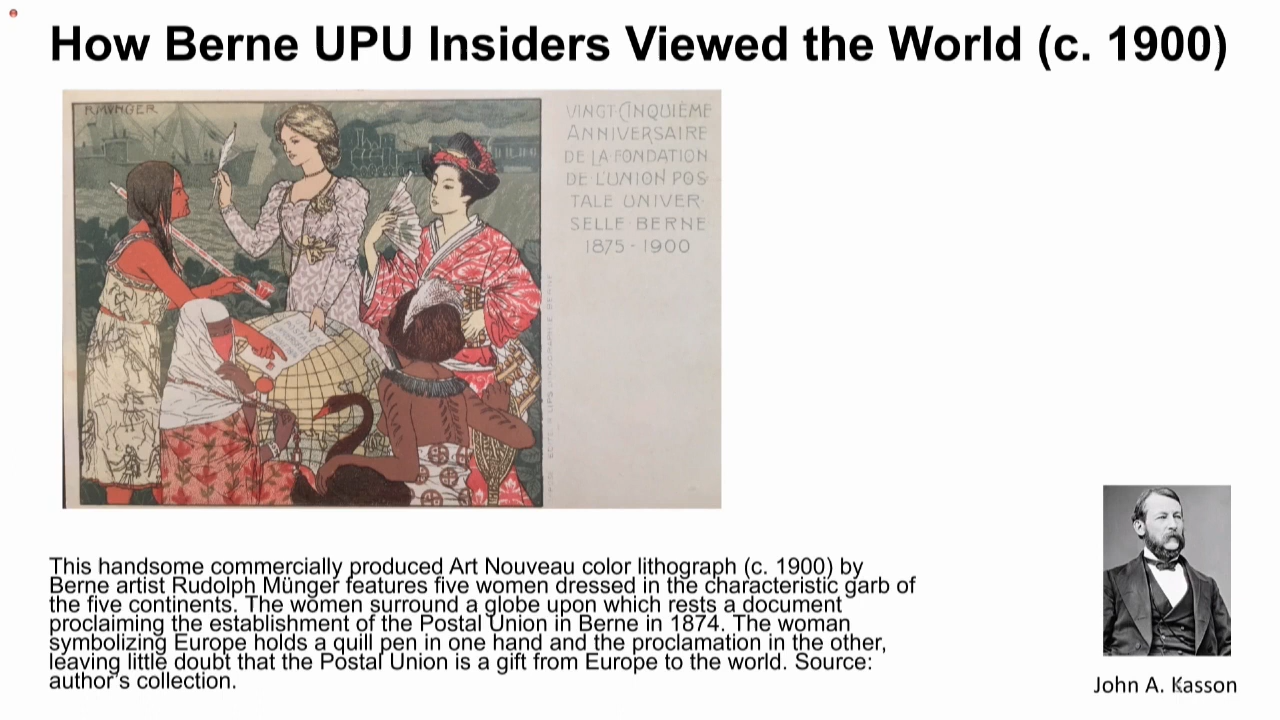 How Berne UPU Insiders Viewed the World (c. 1900)
R. MVNGER
VINGT-CINQUIÈME
ANNIVERSAIRE
DE LA FONDATION
DE L'UNION POS
TALE UNIVER-
SELLE BERNE
1875 - 1900
This handsome commercially produced Art Nouveau color lithograph (c. 1900) by
Berne artist Rudolph Münger features five women dressed in the characteristic garb of
the five continents. The women surround a globe upon which rests a document
proclaiming the establishment of the Postal Union in Berne in 1874. The woman
symbolizing Europe holds a quill pen in one hand and the proclamation in the other,
leaving little doubt that the Postal Union is a gift from Europe to the world. Source:
author's collection.
John A. Kasson